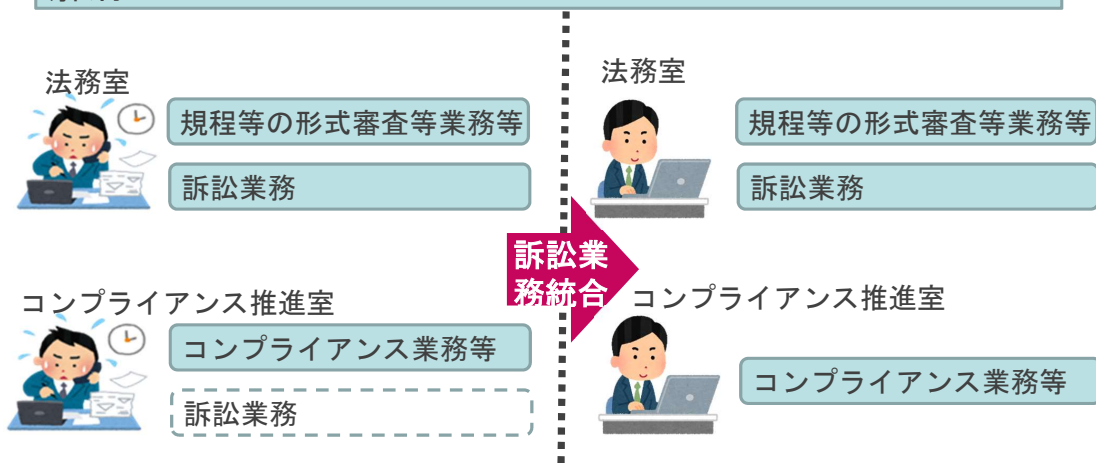 法務室
規程等の形式審査等業務等
訴訟業務
コンプライアンス推進室
コンプライアンス業務等
訴訟業務
訴訟業
務統合
法務室
規程等の形式審査等業務等
訴訟業務
コンプライアンス推進室
コンプライアンス業務等